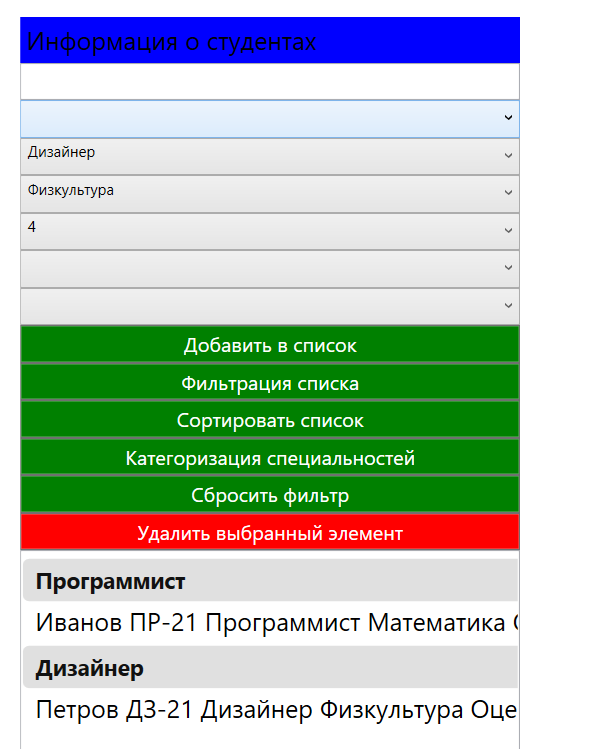 Информация о студентах
Дизайнер
Физкультура
4
Добавить в список
Фильтрация списка
Сортировать список
Категоризация специальностей
Сбросить фильтр
Удалить выбранный элемент
Программист
Иванов ПР-21 Программист Математика
Дизайнер
Петров ДЗ-21 Дизайнер Физкультура Оце